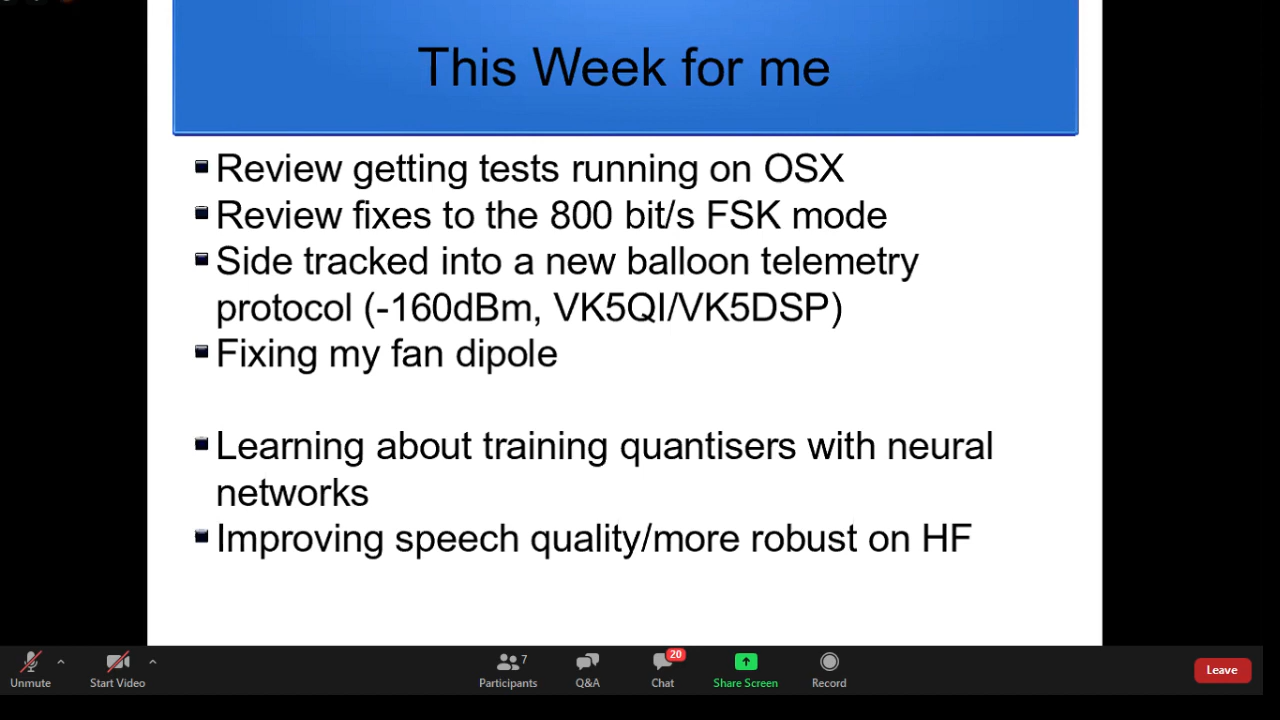 This Week for me
Review getting tests running on OSX
Review fixes to the 800 bit/s FSK mode
Side tracked into a new balloon telemetry
protocol (-160dBm, VK5QI/VK5DSP)
Fixing my fan dipole
Learning about training quantisers with neural
networks
Improving speech quality/more robust on HF
7
20
Unmute
Start Video
Participants
Q&A
Chat
Share Screen
Record
Leave